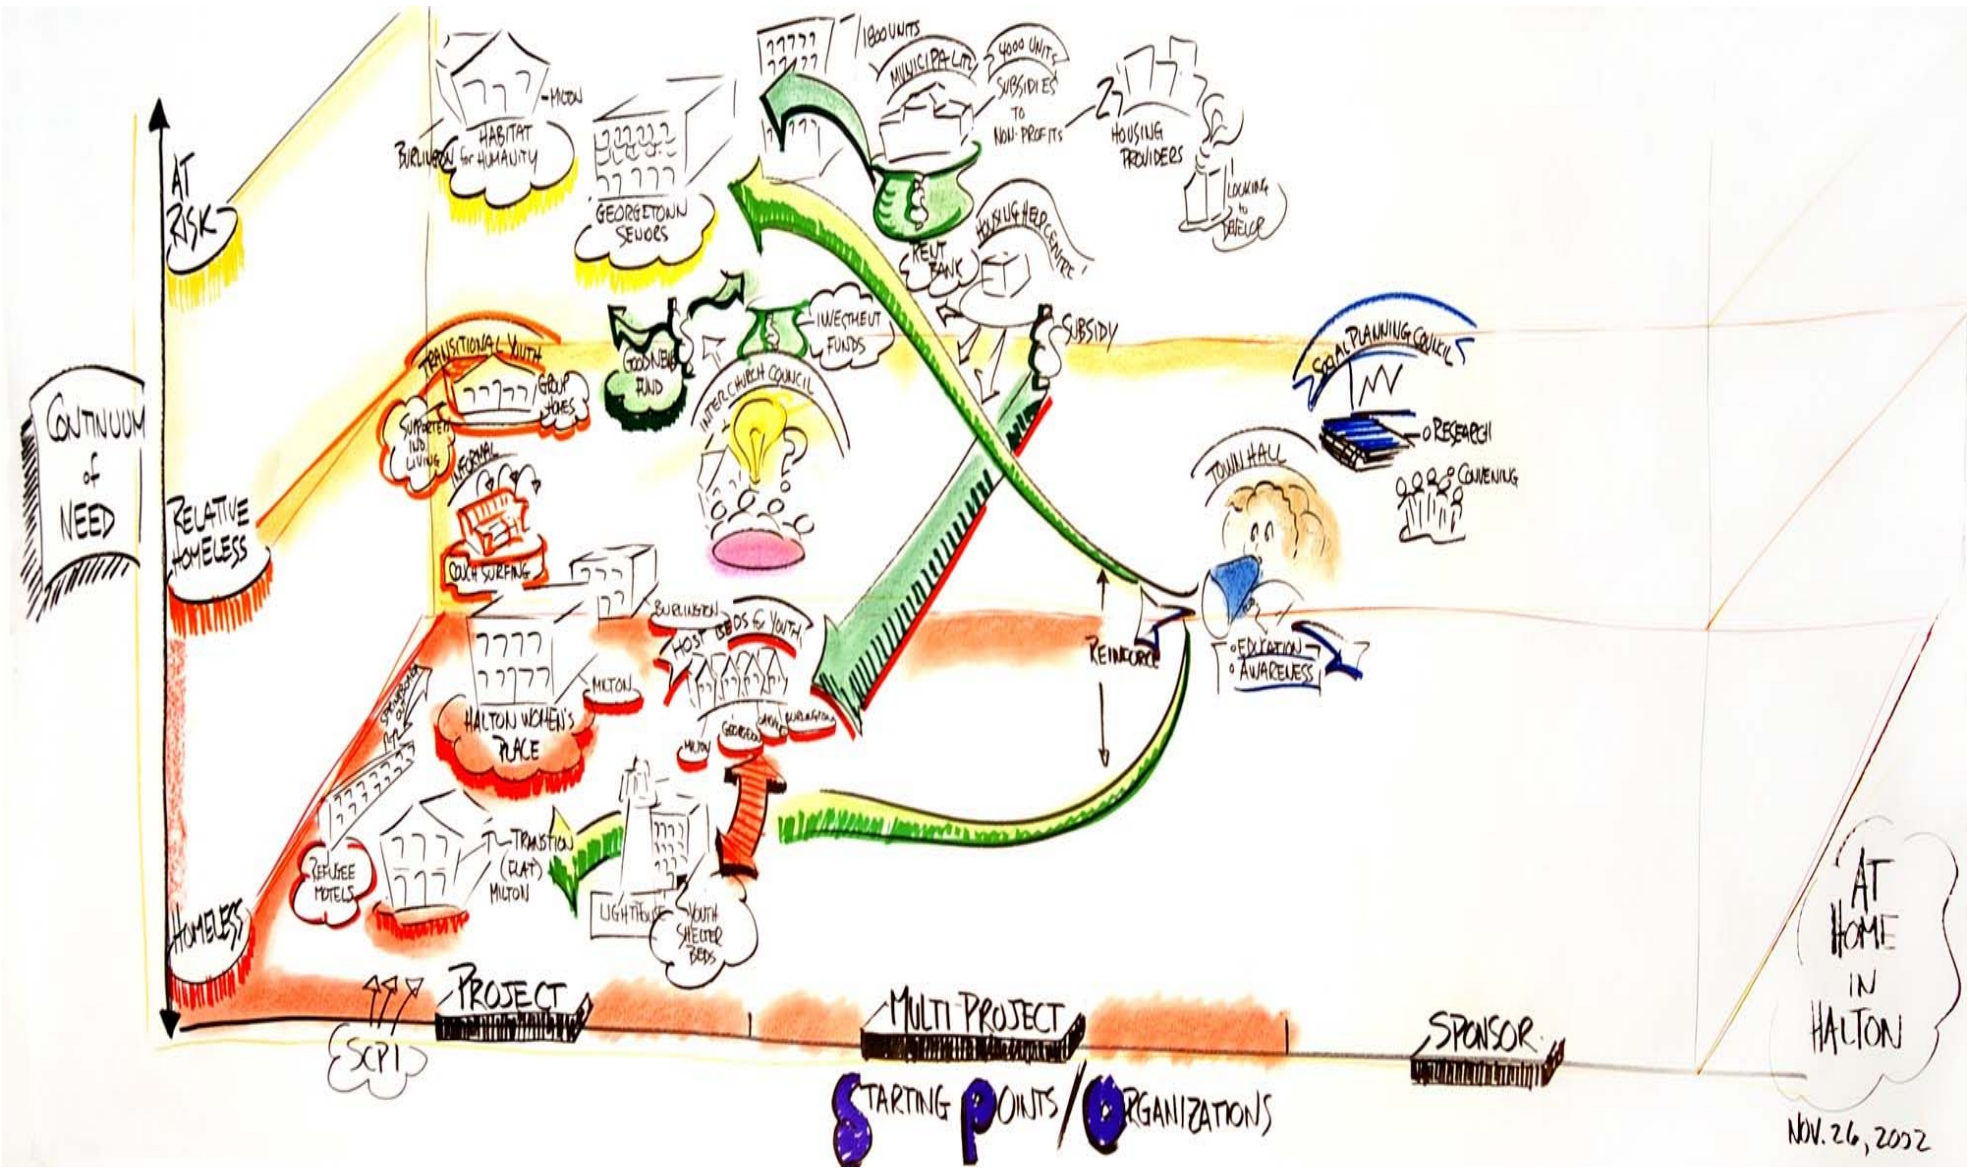 CONTINUUM
of
NEED
AT
RISK
RELATIVE
HOMELESS
HOMELESS
BURLINGTON
MILTON
HABITAT
for HUMANITY
GEORGETOWN
SENIORS
1800 UNITS
MUNICIPALITY
4000 UNITS
SUBSIDIES
TO
NON-PROFITS
HOUSING
PROVIDERS
LOOKING
to
DEVELOP
RENT
BANK
HOUSING HELP CENTRE
SUBSIDY
TRANSITIONAL YOUTH
GROUP
HOMES
SUPPORTED
IND.
LIVING
INFORMAL
COUCH SURFING
GOOD NEWS
FUND
INVESTMENT
FUNDS
INTERCHURCH COUNCIL
?
SOCIAL PLANNING COUNCIL
RESEARCH
CONVENING
TOWN HALL
EDUCATION
AWARENESS
REINFORCE
BURLINGTON
MILTON
HALTON WOMEN'S
PLACE
HOST BEDS for YOUTH
MILTON
GEORGETOWN
BURLINGTON
REFUGEE
MOTELS
TRANSITION
(FLAT)
MILTON
LIGHTHOUSE
YOUTH
SHELTER
BEDS
SCPI
PROJECT
MULTI-PROJECT
SPONSOR
STARTING POINTS / ORGANIZATIONS
AT
HOME
IN
HALTON
NOV. 26, 2002